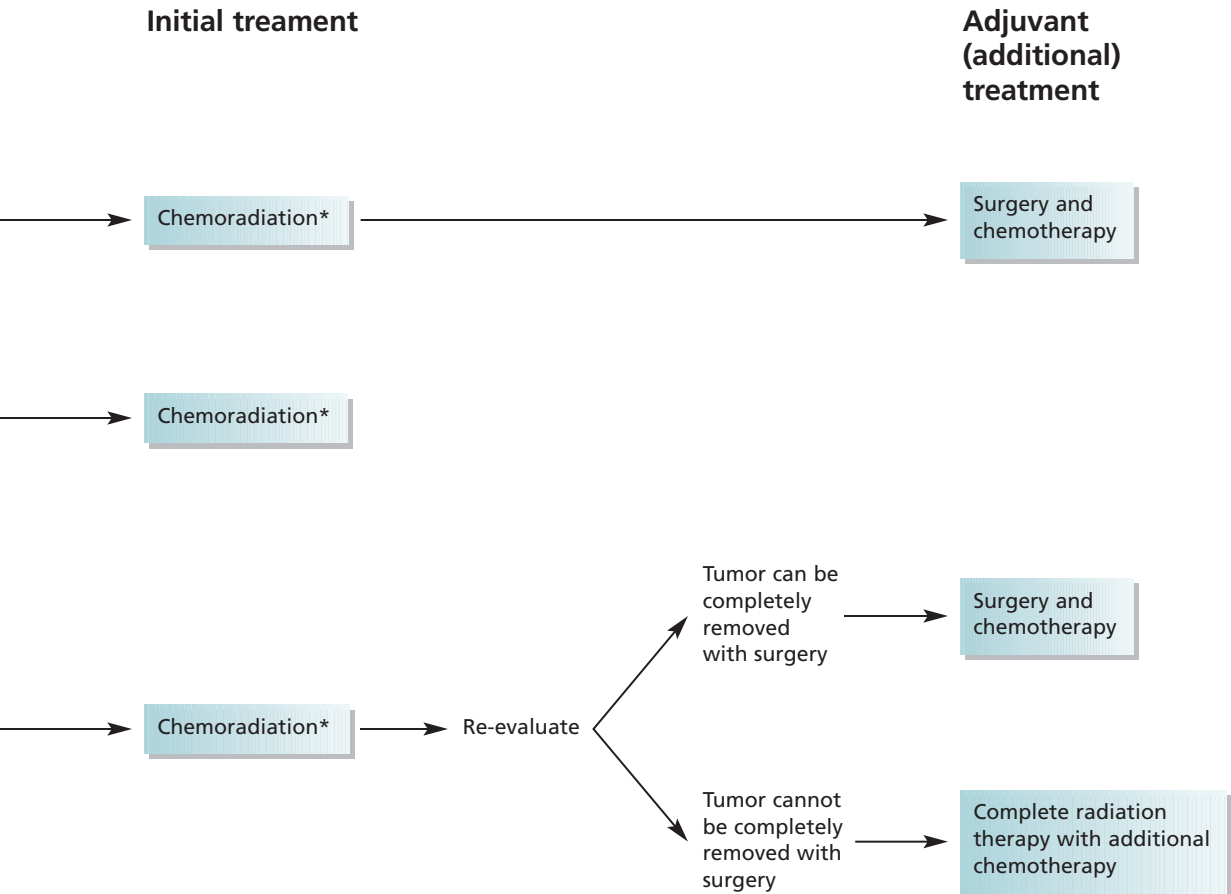 Initial treament
Adjuvant
(additional)
treatment
Chemoradiation*
Surgery and
chemotherapy
Chemoradiation*
Chemoradiation*
Re-evaluate
Tumor can be
completely
removed
with surgery
Surgery and
chemotherapy
Tumor cannot
be completely
removed with
surgery
Complete radiation
therapy with additional
chemotherapy